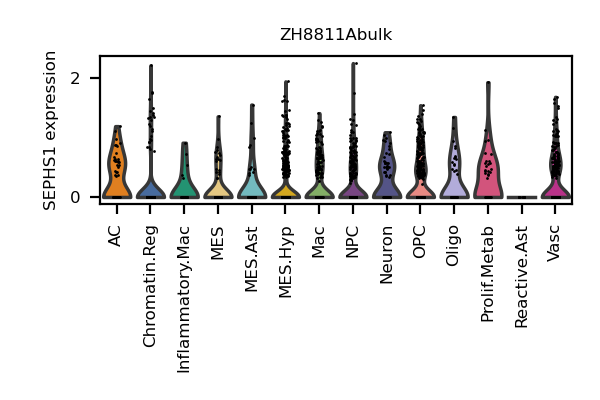 ZH8811Abulk
SEPHS1 expression
2
0
AC
Chromatin.Reg
Inflammatory.Mac
MES
MES.Ast
MES.Hyp
Mac
NPC
Neuron
OPC
Oligo
Prolif.Metab
Reactive.Ast
Vasc